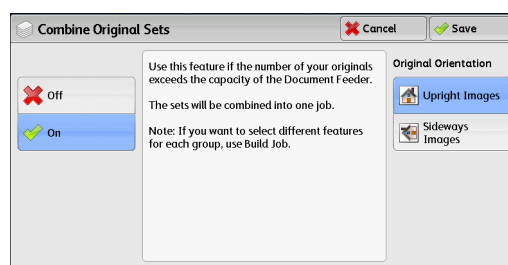 Combine Original Sets
Cancel
Save
Off
On
Use this feature if the number of your originals
exceeds the capacity of the Document Feeder.
The sets will be combined into one job.
Note: If you want to select different features
for each group, use Build Job.
Original Orientation
Upright Images
Sideways
Images